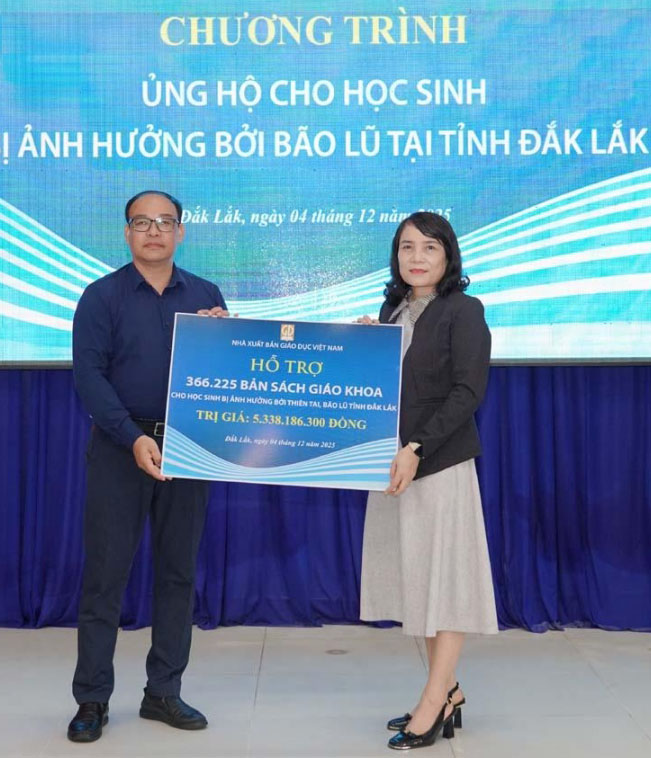 CHƯƠNG TRÌNH
ỦNG HỘ CHO HỌC SINH
BỊ ẢNH HƯỞNG BỞI BÃO LŨ TẠI TỈNH ĐẮK LẮK
Đắk Lắk, ngày 04 tháng 12 năm 2025
NHÀ XUẤT BẢN GIÁO DỤC VIỆT NAM
HỖ TRỢ
366.225 BẢN SÁCH GIÁO KHOA
CHO HỌC SINH BỊ ẢNH HƯỞNG BỞI THIÊN TAI, BÃO LŨ TỈNH ĐẮK LẮK
TRỊ GIÁ: 5.338.186.300 ĐỒNG
Đắk Lắk, ngày 04 tháng 12 năm 2025